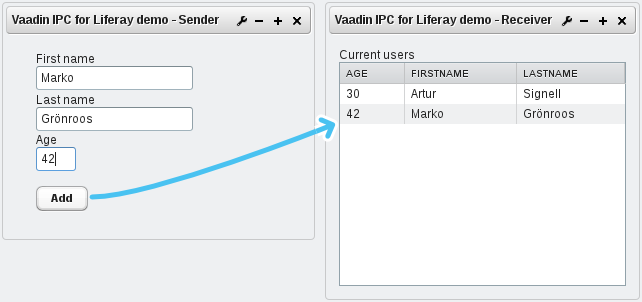 Vaadin IPC for Liferay demo - Sender
First name
Marko
Last name
Grönroos
Age
42
Add
Vaadin IPC for Liferay demo - Receiver
Current users
AGE FIRSTNAME LASTNAME
30 Artur Signell
42 Marko Grönroos